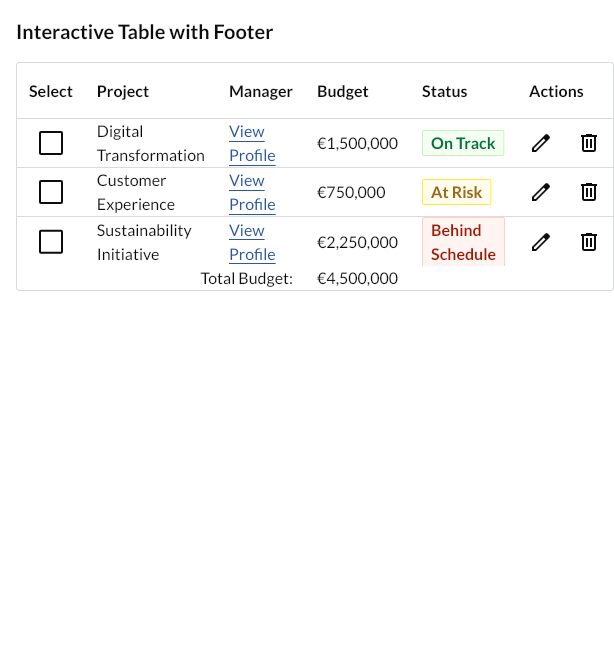 Interactive Table with Footer
Select Project Manager Budget Status Actions
Digital Transformation View Profile €1,500,000 On Track
Customer Experience View Profile €750,000 At Risk
Sustainability Initiative View Profile €2,250,000 Behind Schedule
Total Budget: €4,500,000